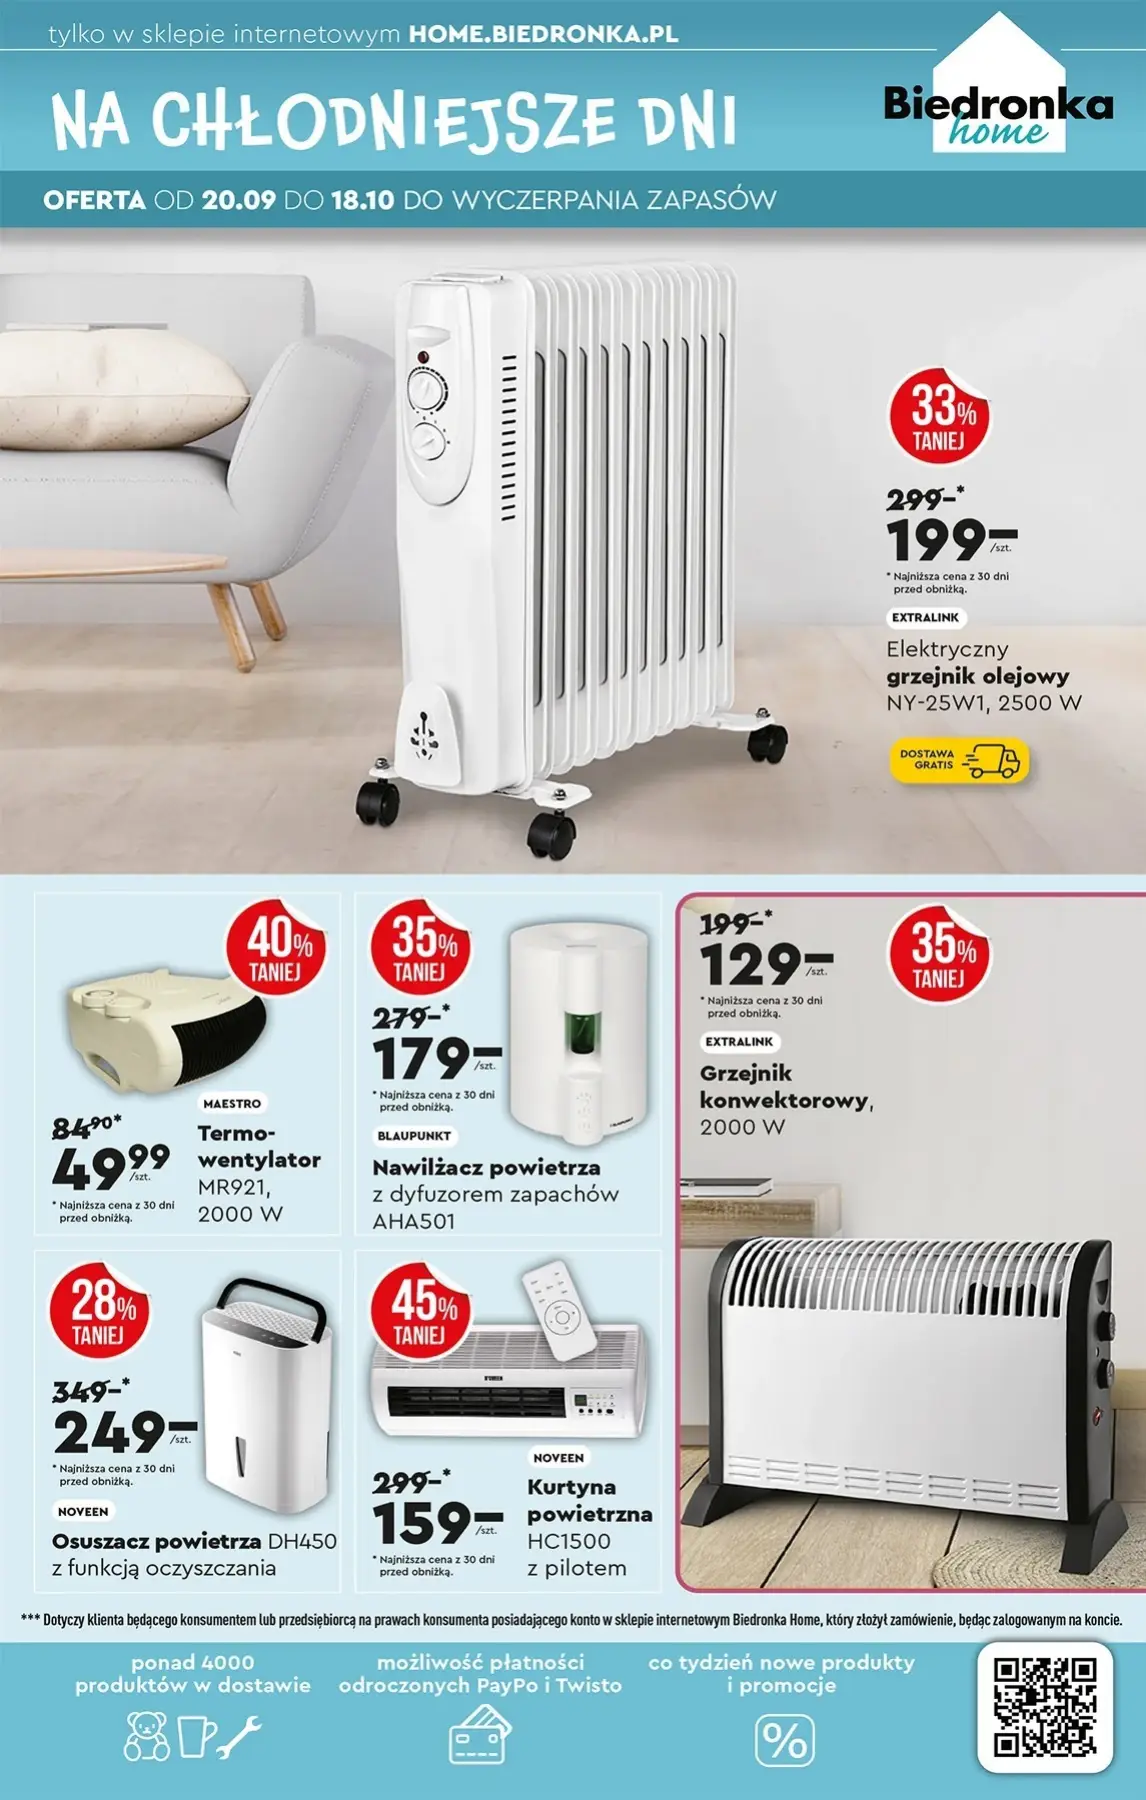 tylko w sklepie internetowym HOME.BIEDRONKA.PL
NA CHŁODNIEJSZE DNI
Biedronka
home
OFERTA OD 20.09 DO 18.10 DO WYCZERPANIA ZAPASÓW
33%
TANIEJ
299-*
199-
/szt.
* Najniższa cena z 30 dni
przed obniżką.
EXTRALINK
Elektryczny
grzejnik olejowy
NY-25W1, 2500 W
DOSTAWA
GRATIS
40%
TANIEJ
MAESTRO
8490*
4999
/szt.
* Najniższa cena z 30 dni
przed obniżką.
Termo-
wentylator
MR921,
2000 W
35%
TANIEJ
279-*
179-
/szt.
* Najniższa cena z 30 dni
przed obniżką.
BLAUPUNKT
BLAUPUNKT
Nawilżacz powietrza
z dyfuzorem zapachów
AHA501
199-*
129-
/szt.
* Najniższa cena z 30 dni
przed obniżką.
35%
TANIEJ
EXTRALINK
Grzejnik
konwektorowy,
2000 W
28%
TANIEJ
349-*
249-
/szt.
* Najniższa cena z 30 dni
przed obniżką.
NOVEEN
Osuszacz powietrza DH450
z funkcją oczyszczania
45%
TANIEJ
N'OVEEN
299-*
159-
/szt.
* Najniższa cena z 30 dni
przed obniżką.
NOVEEN
Kurtyna
powietrzna
HC1500
z pilotem
*** Dotyczy klienta będącego konsumentem lub przedsiębiorcą na prawach konsumenta posiadającego konto w sklepie internetowym Biedronka Home, który złożył zamówienie, będąc zalogowanym na koncie.
ponad 4000
produktów w dostawie
możliwość płatności
odroczonych PayPo i Twisto
co tydzień nowe produkty
i promocje
%